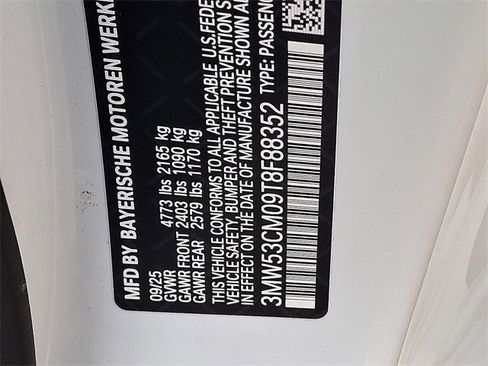 MFD BY BAYERISCHE MOTOREN WERK
09/25
GVWR 4773 lbs 2165 kg
GAWR FRONT 2403 lbs 1090 kg
GAWR REAR 2579 lbs 1170 kg
THIS VEHICLE CONFORMS TO ALL APPLICABLE U.S. FEDE
VEHICLE SAFETY, BUMPER AND THEFT PREVENTION S
IN EFFECT ON THE DATE OF MANUFACTURE SHOWN A
3MW53CM09T8F88352 TYPE: PASSEN